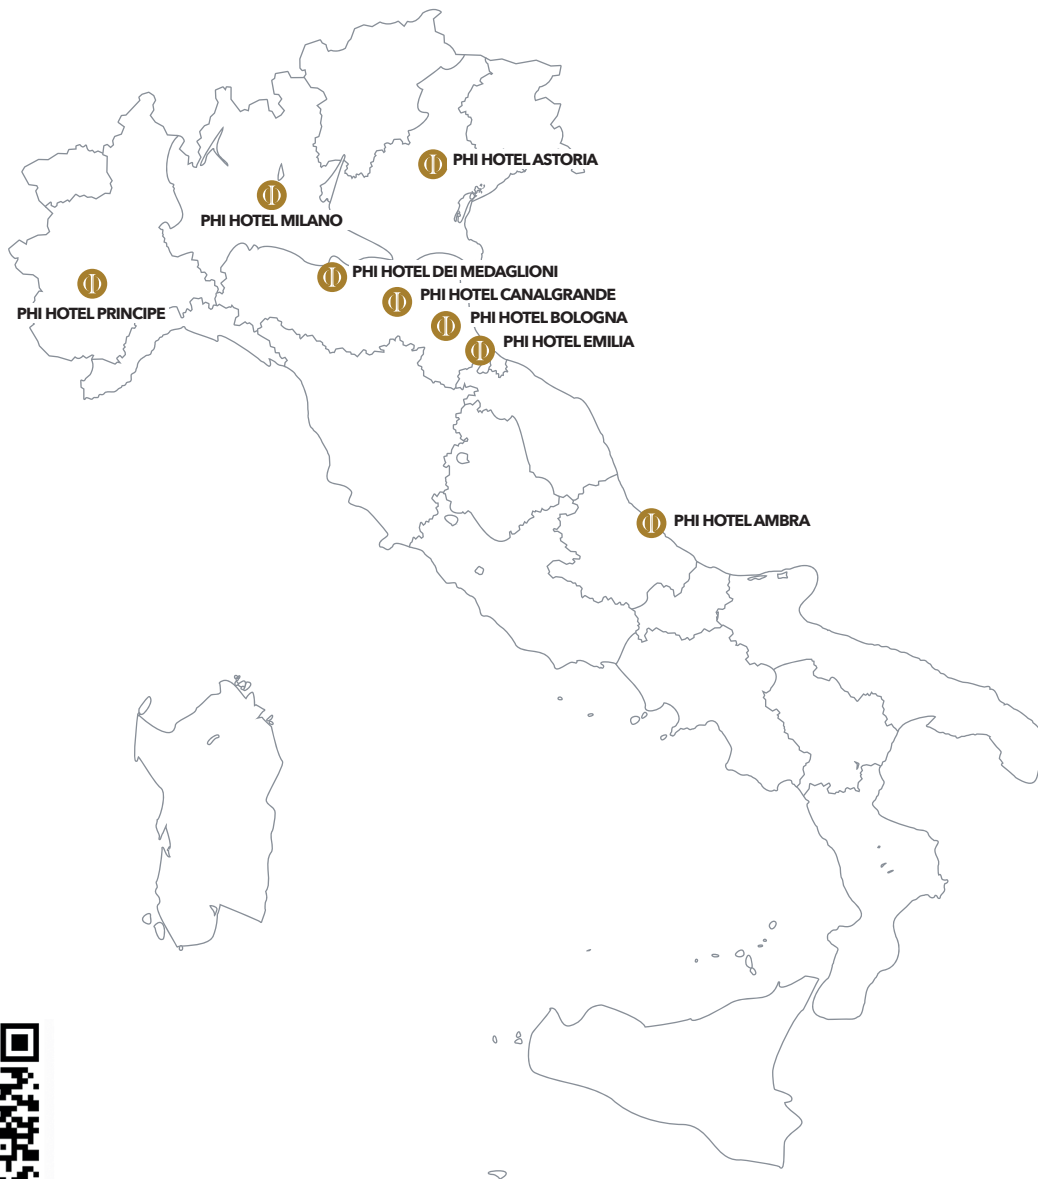 PHI HOTEL ASTORIA
PHI HOTEL MILANO
PHI HOTEL DEI MEDAGLIONI
PHI HOTEL CANALGRANDE
PHI HOTEL PRINCIPE
PHI HOTEL BOLOGNA
PHI HOTEL EMILIA
PHI HOTEL AMBRA